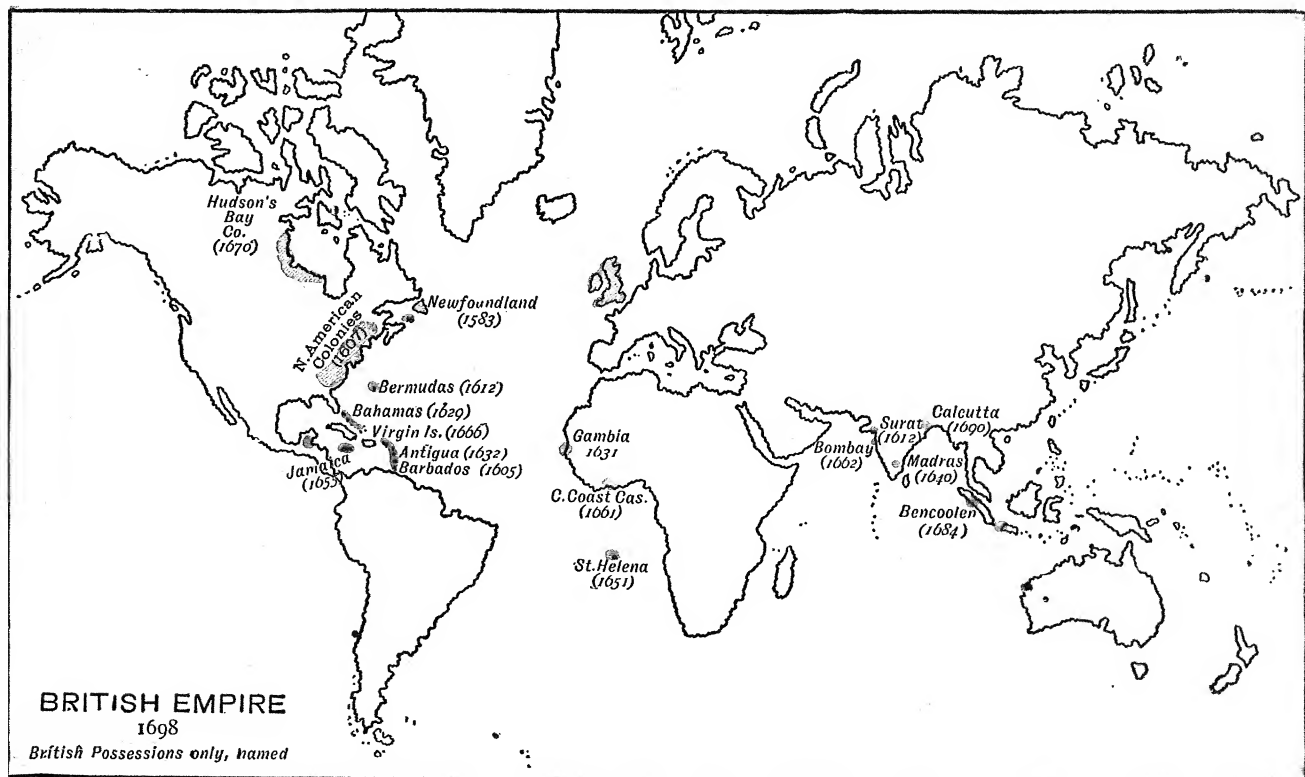 Hudson's
Bay
Co.
(1670)
Newfoundland
(1583)
N. American
Colonies
(1607)
Bermudas (1612)
Bahamas (1629)
Virgin Is. (1666)
Antigua (1632)
Barbados (1605)
Jamaica
(1655)
Gambia
1631
C. Coast Cas.
(1661)
St. Helena
(1651)
Surat
(1612)
Calcutta
(1690)
Bombay
(1662)
Madras
(1640)
Bencoolen
(1684)
BRITISH EMPIRE
1698
British Possessions only, named